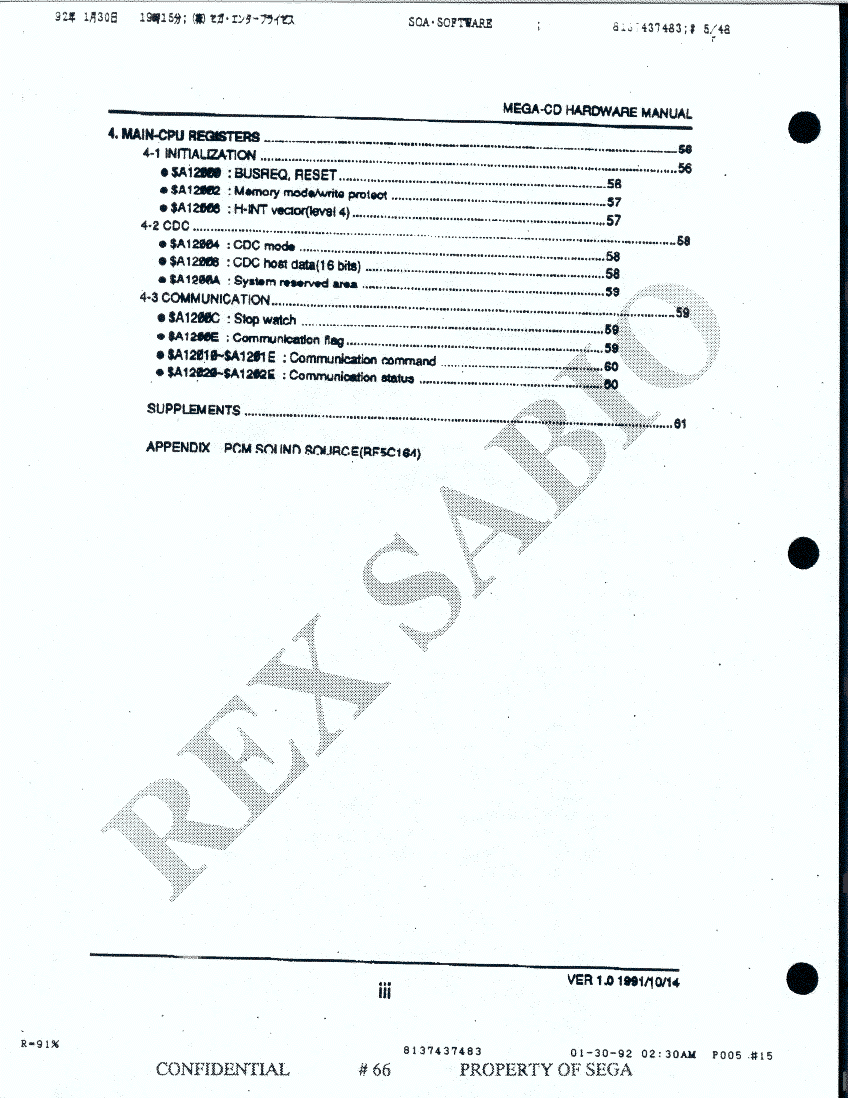 92年 1月30日 19時15分; (株) セガ・エンタープライゼス SOA·SOFTWARE ; 8137437483;# 5/48
MEGA-CD HARDWARE MANUAL
4. MAIN-CPU REGISTERS ........ 56
4-1 INITIALIZATION ........ 56
● $A12000 : BUSREQ, RESET ........ 56
● $A12002 : Memory mode/write protect ........ 57
● $A12006 : H-INT vector(level 4) ........ 57
4-2 CDC ........ 58
● $A12004 : CDC mode ........ 58
● $A12008 : CDC host data(16 bits) ........ 58
● $A1200A : System reserved area ........ 59
4-3 COMMUNICATION ........ 59
● $A1200C : Stop watch ........ 59
● $A1200E : Communication flag ........ 59
● $A12010~$A1201E : Communication command ........ 60
● $A12020~$A1202E : Communication status ........ 60
SUPPLEMENTS ........ 61
APPENDIX PCM SOUND SOURCE(RF5C164)
REX SABIO
VER 1.0 1991/10/14
iii
R=91%
8137437483 01-30-92 02:30AM P005 #15
CONFIDENTIAL # 66 PROPERTY OF SEGA